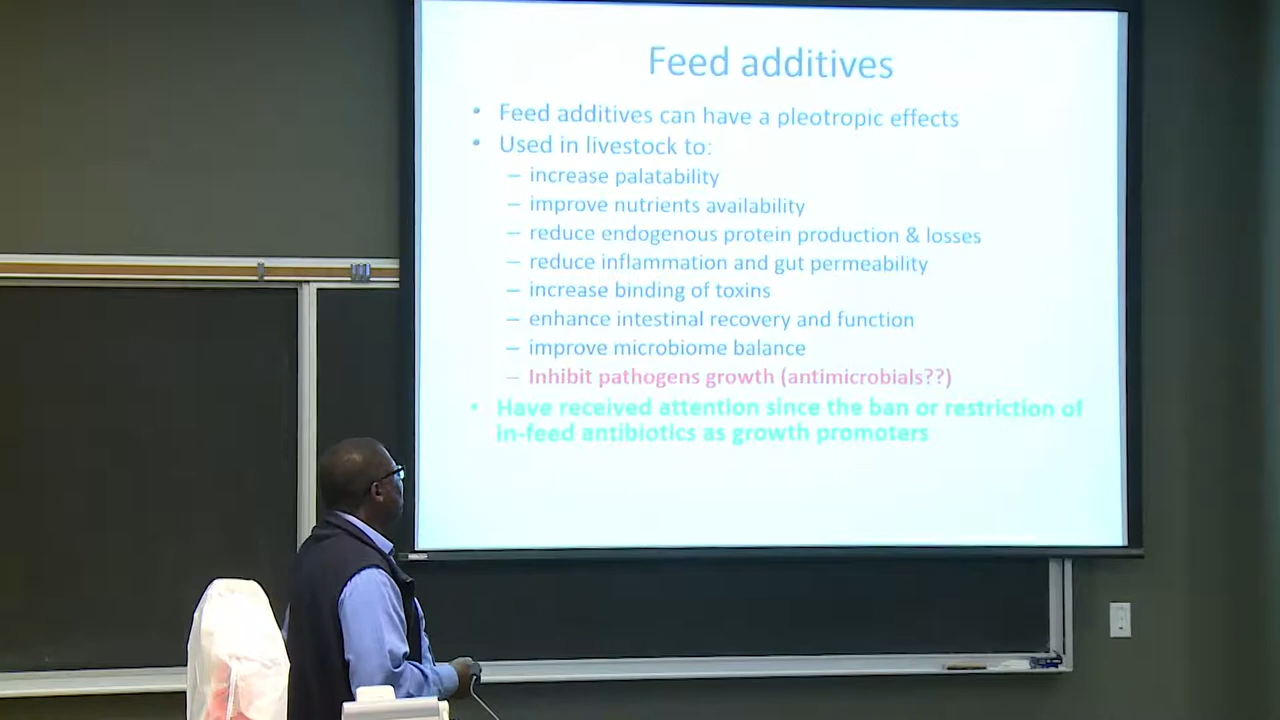 Feed additives
• Feed additives can have a pleotropic effects
• Used in livestock to:
– increase palatability
– improve nutrients availability
– reduce endogenous protein production & losses
– reduce inflammation and gut permeability
– increase binding of toxins
– enhance intestinal recovery and function
– improve microbiome balance
– Inhibit pathogens growth (antimicrobials??)
• Have received attention since the ban or restriction of
in-feed antibiotics as growth promoters